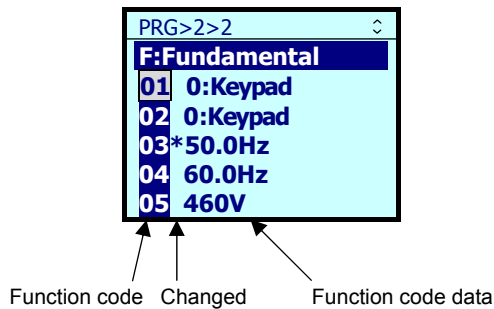 PRG>2>2
F:Fundamental
01 0:Keypad
02 0:Keypad
03*50.0Hz
04 60.0Hz
05 460V
Function code Changed Function code data